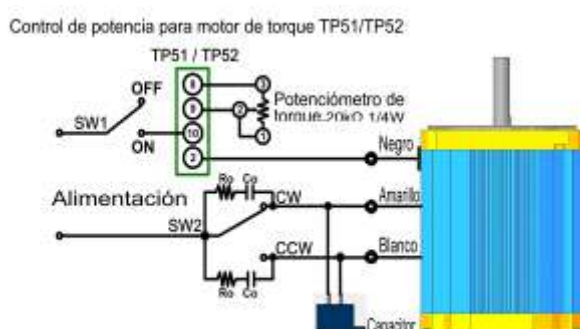 Control de potencia para motor de torque TP51/TP52
TP51 / TP52
OFF
SW1
ON
8
9
10
2
3
2
1
Potenciómetro de
torque 20kΩ 1/4W
Negro
Alimentación
Ro Co
CW
Amarillo
SW2
CCW
Blanco
Ro Co
Capacitor